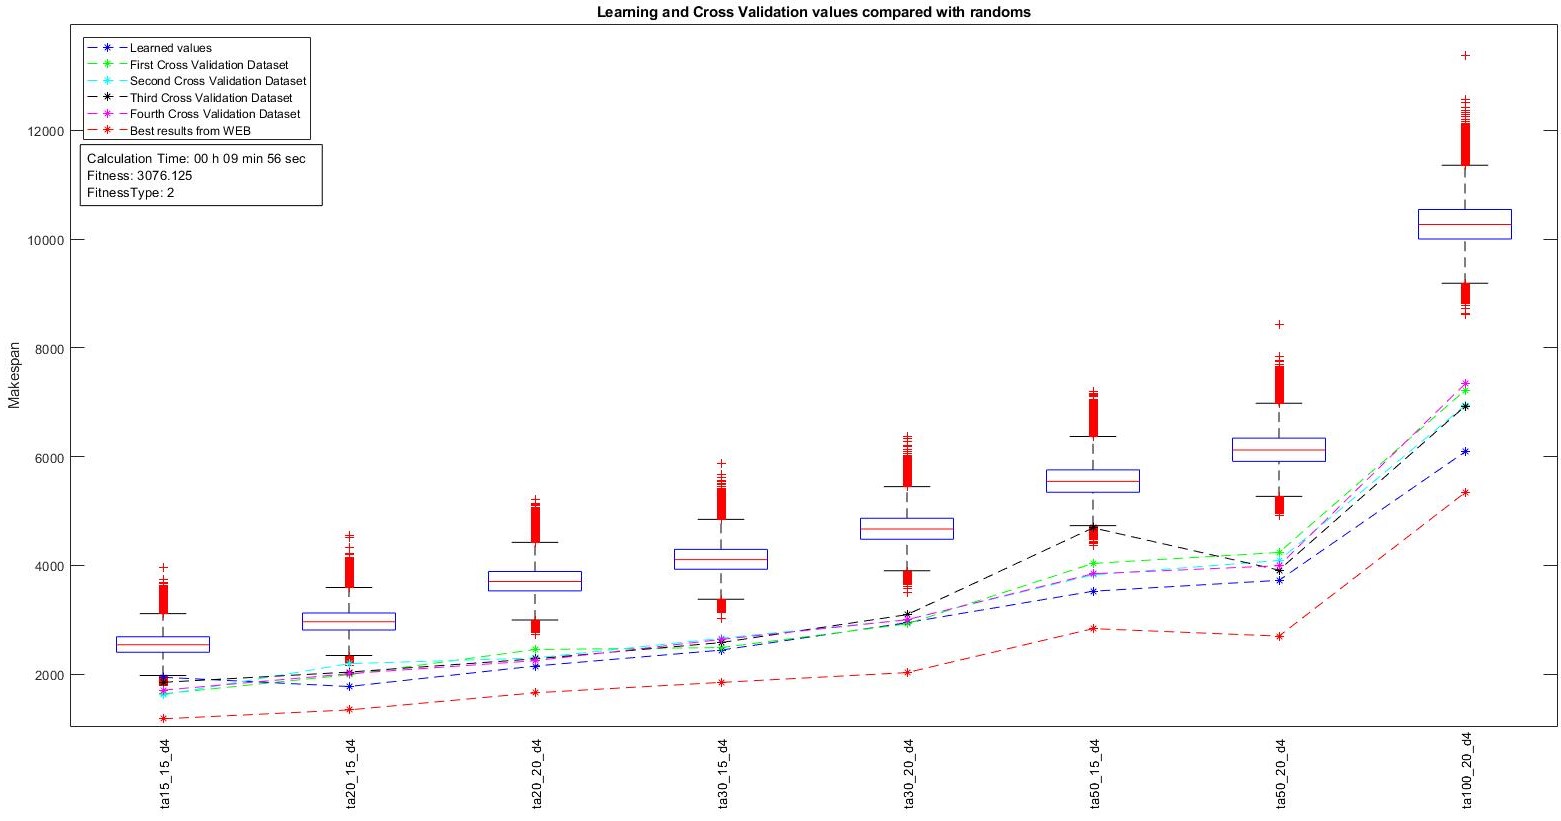 Learning and Cross Validation values compared with randoms
Learned values
First Cross Validation Dataset
Second Cross Validation Dataset
Third Cross Validation Dataset
Fourth Cross Validation Dataset
Best results from WEB
Calculation Time: 00 h 09 min 56 sec
Fitness: 3076.125
FitnessType: 2
Makespan
12000
10000
8000
6000
4000
2000
ta15_15_d4
ta20_15_d4
ta20_20_d4
ta30_15_d4
ta30_20_d4
ta50_15_d4
ta50_20_d4
ta100_20_d4